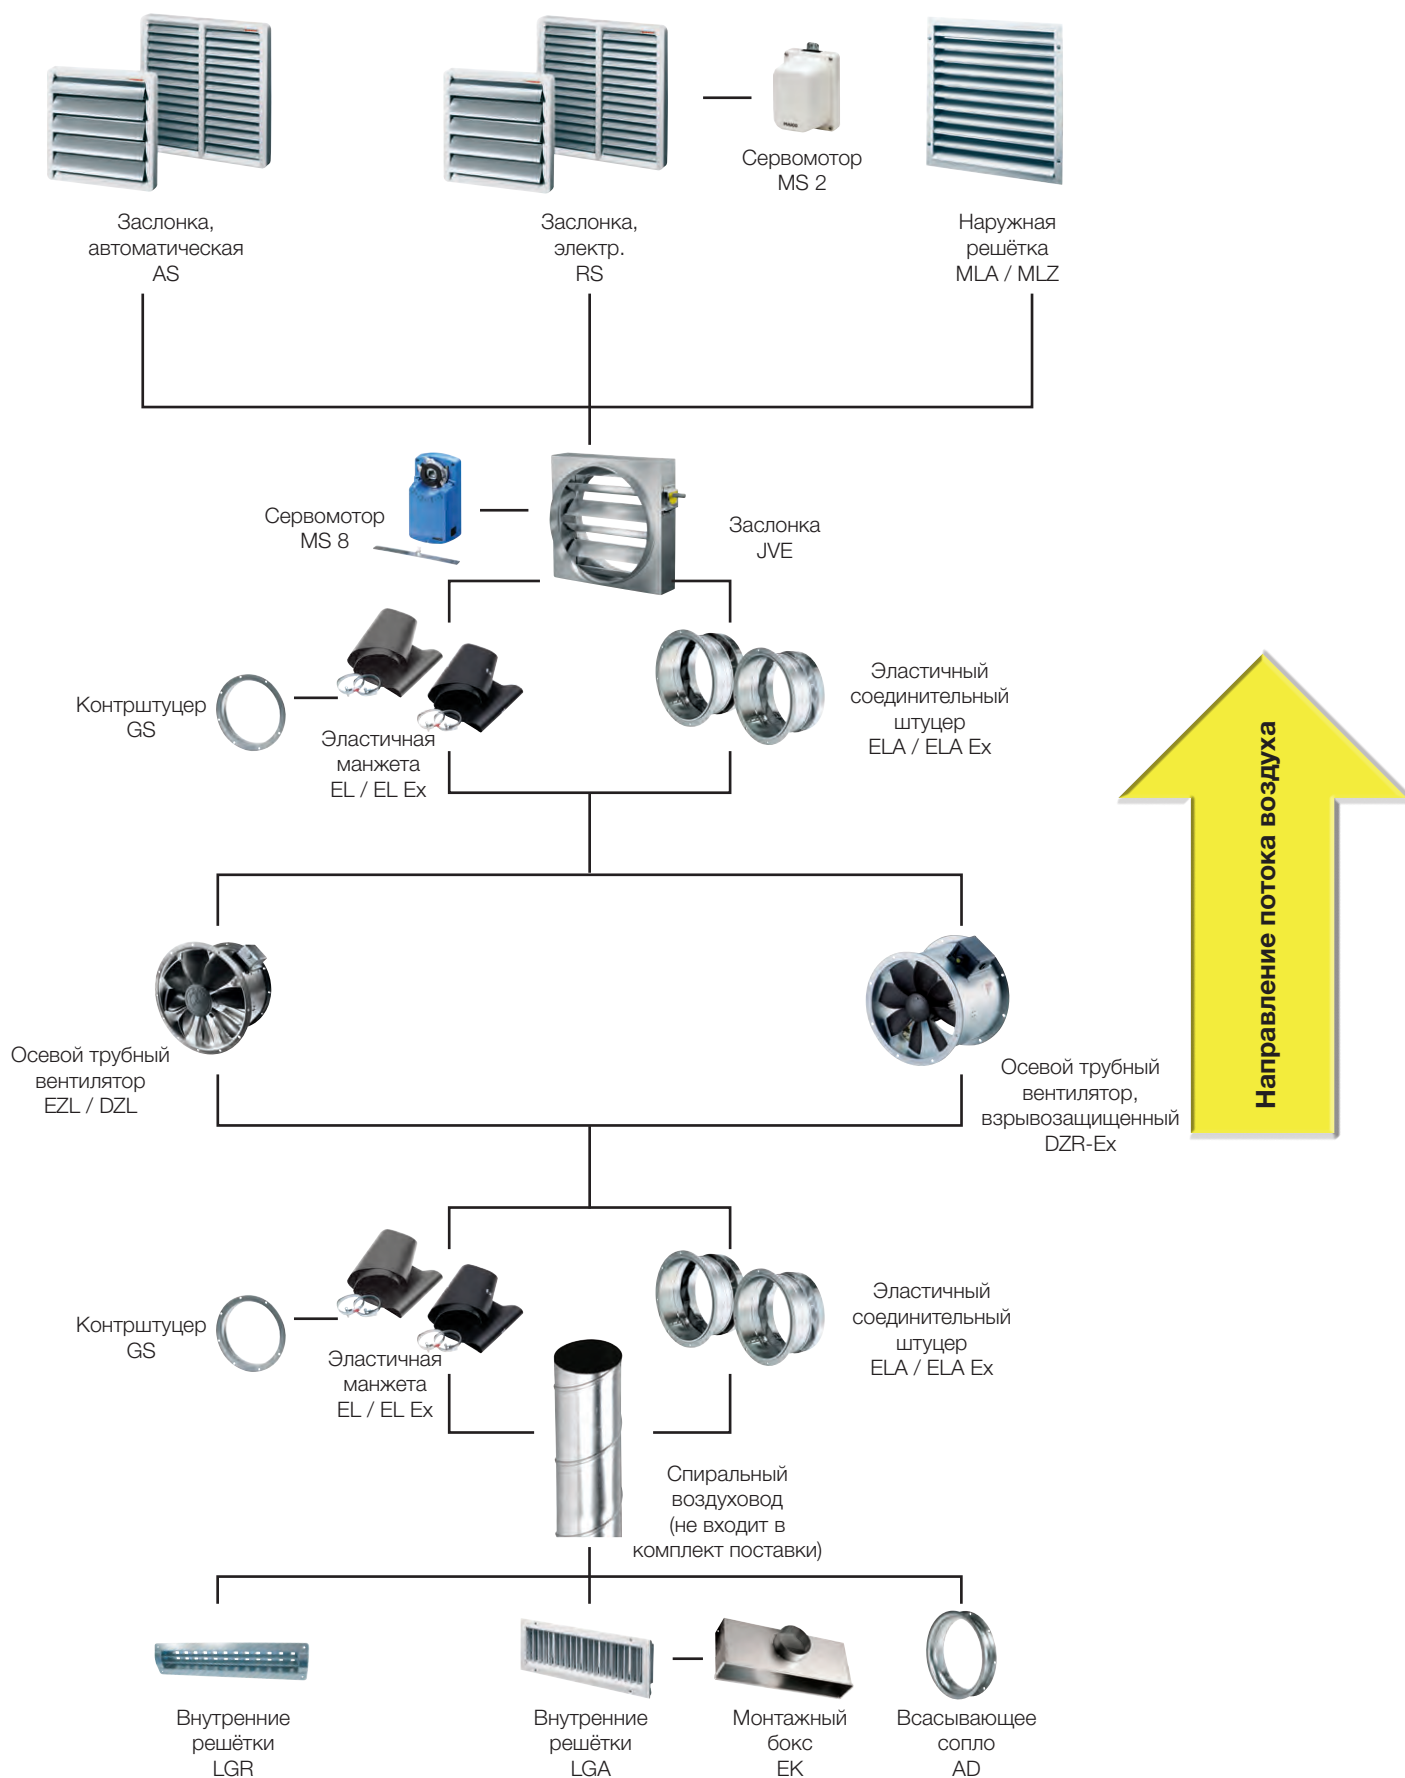 Сервомотор
MS 2
Заслонка,
автоматическая
AS
Заслонка,
электр.
RS
Наружная
решётка
MLA / MLZ
Сервомотор
MS 8
Заслонка
JVE
Контрштуцер
GS
Эластичная
манжета
EL / EL Ex
Эластичный
соединительный
штуцер
ELA / ELA Ex
Направление потока воздуха
Осевой трубный
вентилятор
EZL / DZL
Осевой трубный
вентилятор,
взрывозащищенный
DZR-Ex
Контрштуцер
GS
Эластичная
манжета
EL / EL Ex
Эластичный
соединительный
штуцер
ELA / ELA Ex
Спиральный
воздуховод
(не входит в
комплект поставки)
Внутренние
решётки
LGR
Внутренние
решётки
LGA
Монтажный
бокс
EK
Всасывающее
сопло
AD